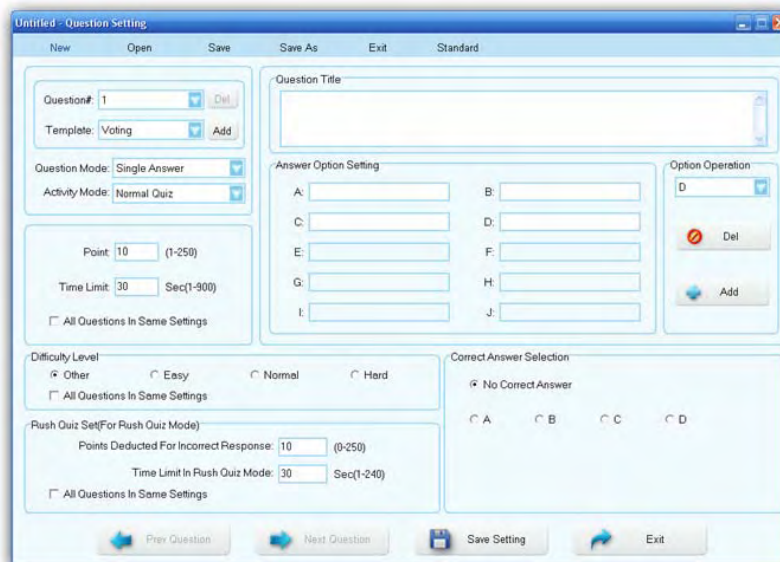 Untitled - Question Setting
New Open Save Save As Exit Standard
Question#: 1 Del
Template: Voting Add
Question Mode: Single Answer
Activity Mode: Normal Quiz
Point: 10 (1-250)
Time Limit: 30 Sec(1-900)
All Questions In Same Settings
Question Title
Answer Option Setting
A: B:
C: D:
E: F:
G: H:
I: J:
Option Operation
D
Del
Add
Difficulty Level
Other Easy Normal Hard
All Questions In Same Settings
Rush Quiz Set(For Rush Quiz Mode)
Points Deducted For Incorrect Response: 10 (0-250)
Time Limit In Rush Quiz Mode: 30 Sec(1-240)
All Questions In Same Settings
Correct Answer Selection
No Correct Answer
A B C D
Prev Question Next Question Save Setting Exit